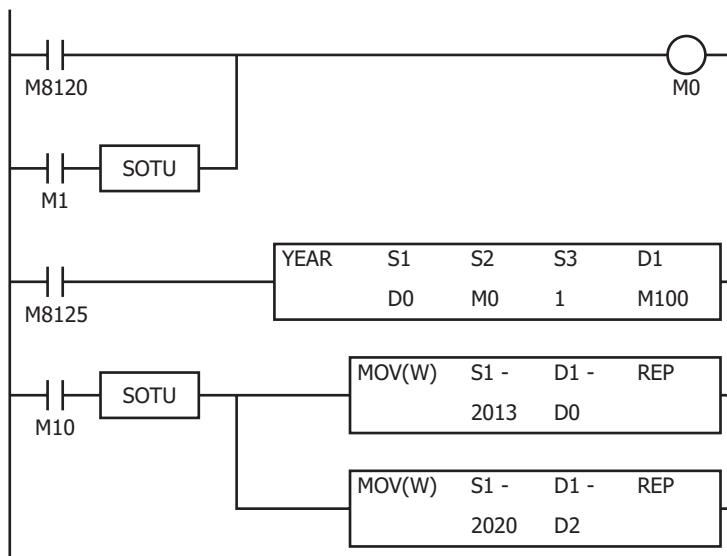 M8120
M0
SOTU
M1
YEAR S1 S2 S3 D1
D0 M0 1 M100
M8125
MOV(W) S1 - D1 - REP
SOTU
2013 D0
M10
MOV(W) S1 - D1 - REP
2020 D2